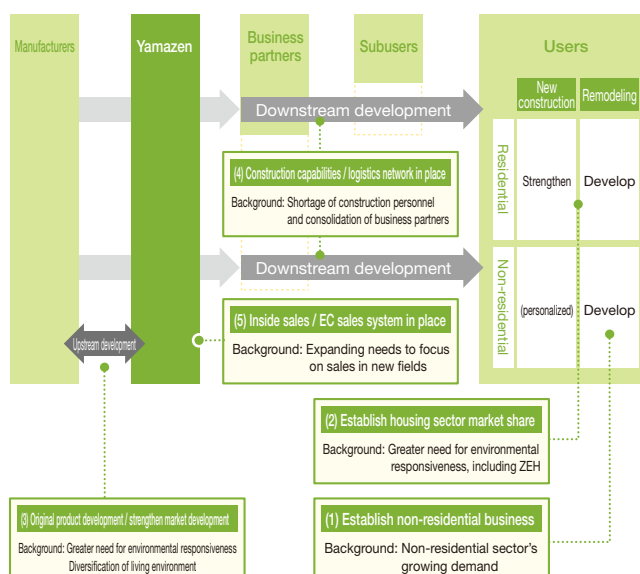 Manufacturers
Yamazen
Business
partners
Subusers
Users
New
construction
Remodeling
Downstream development
Residential
Strengthen
Develop
(4) Construction capabilities / logistics network in place
Background: Shortage of construction personnel
and consolidation of business partners
Downstream development
Non-residential
(personalized)
Develop
Upstream development
(5) Inside sales / EC sales system in place
Background: Expanding needs to focus
on sales in new fields
(2) Establish housing sector market share
Background: Greater need for environmental
responsiveness, including ZEH
(3) Original product development / strengthen market development
Background: Greater need for environmental responsiveness
Diversification of living environment
(1) Establish non-residential business
Background: Non-residential sector's
growing demand